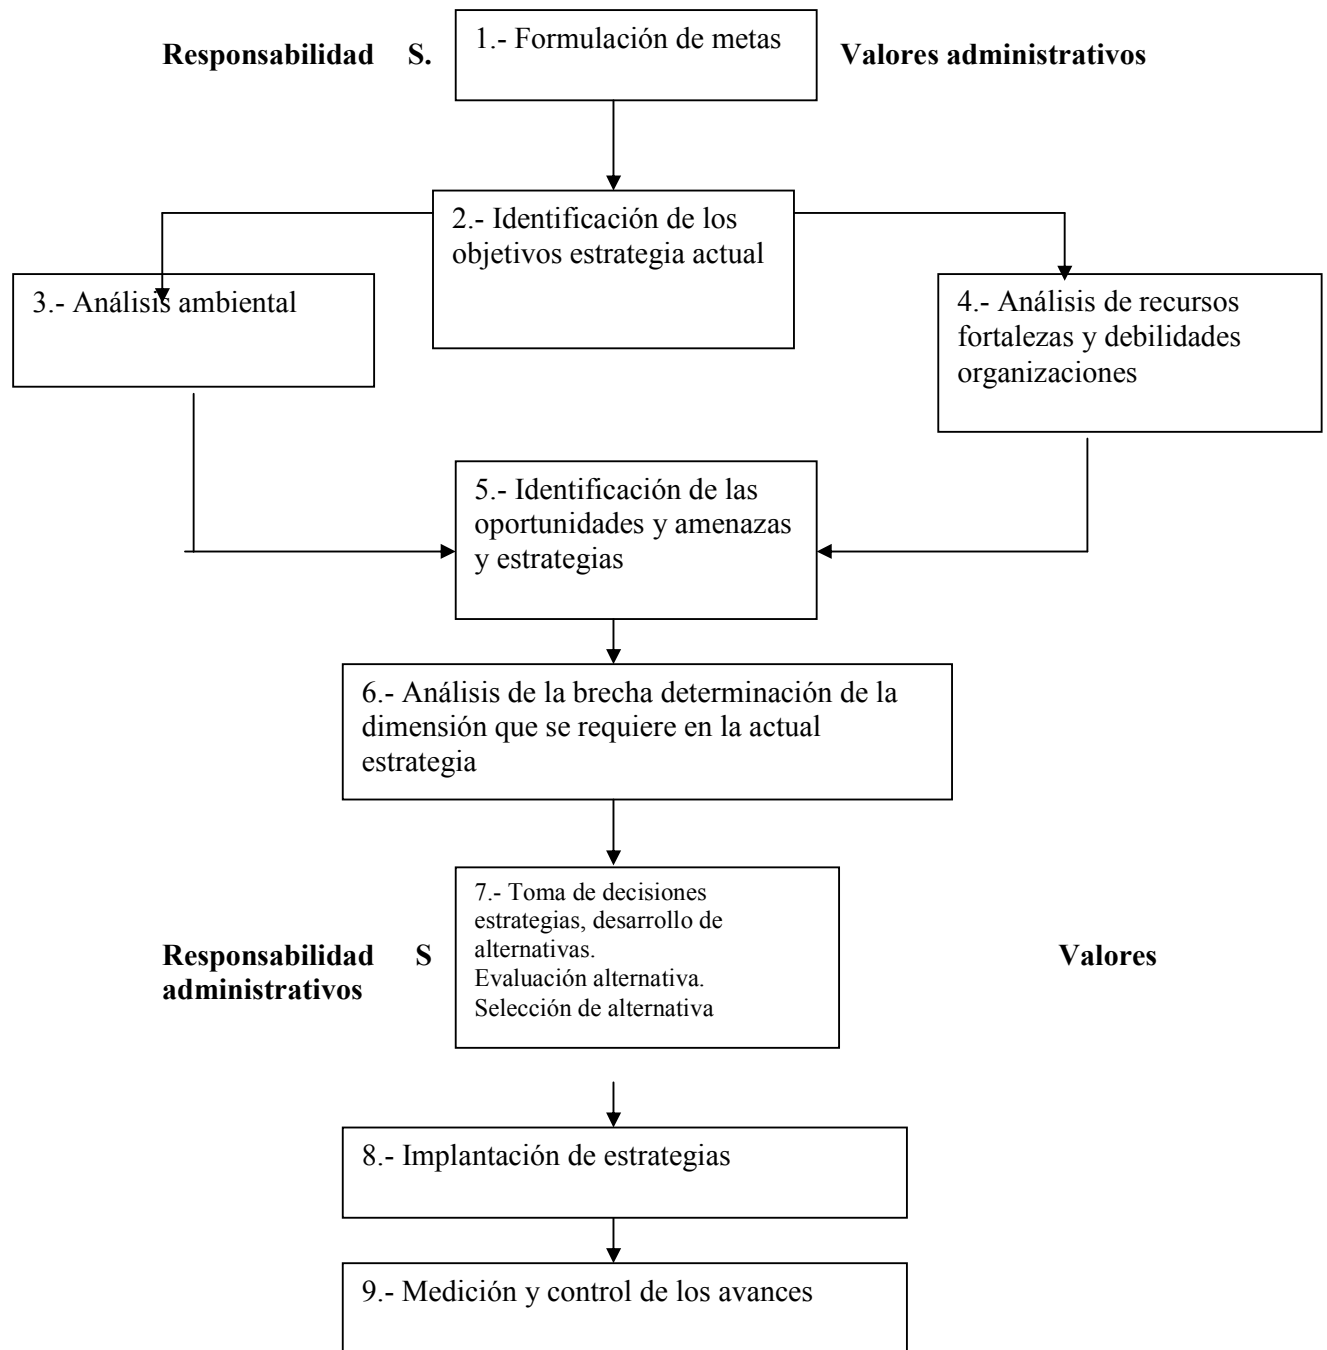 Responsabilidad S.
1.- Formulación de metas
Valores administrativos
2.- Identificación de los
objetivos estrategia actual
3.- Análisis ambiental
4.- Análisis de recursos
fortalezas y debilidades
organizaciones
5.- Identificación de las
oportunidades y amenazas
y estrategias
6.- Análisis de la brecha determinación de la
dimensión que se requiere en la actual
estrategia
7.- Toma de decisiones
estrategias, desarrollo de
alternativas.
Evaluación alternativa.
Selección de alternativa
Responsabilidad S
administrativos
Valores
8.- Implantación de estrategias
9.- Medición y control de los avances